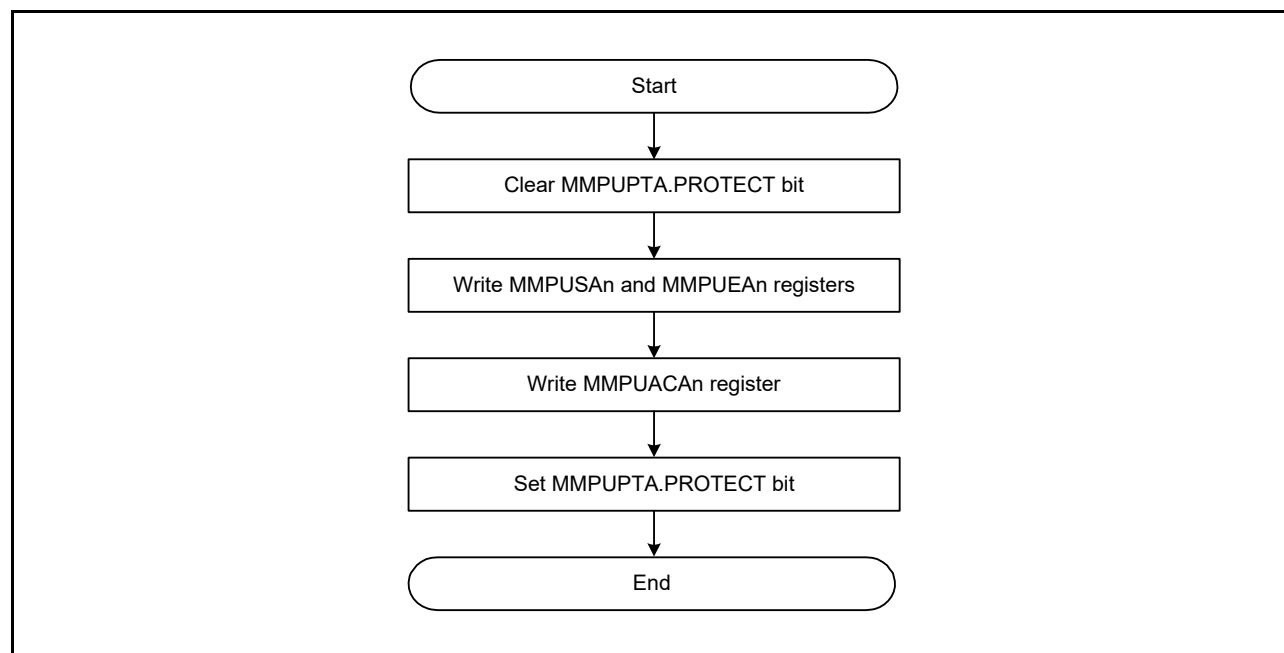 Start
Clear MMPUPTA.PROTECT bit
Write MMPUSAn and MMPUEAn registers
Write MMPUACAn register
Set MMPUPTA.PROTECT bit
End